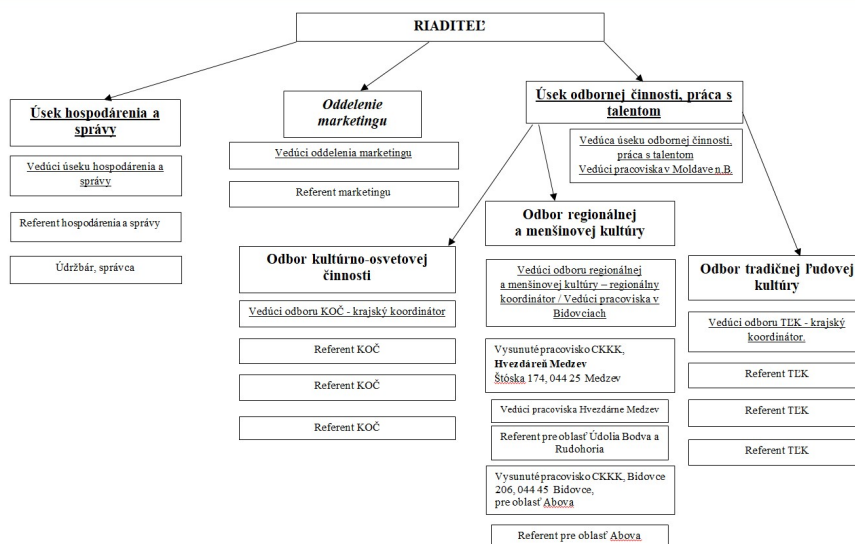 RIADITEĽ
Úsek hospodárenia a
správy
Vedúci úseku hospodárenia a
správy
Referent hospodárenia a správy
Údržbár, správca
Oddelenie
marketingu
Vedúci oddelenia marketingu
Referent marketingu
Úsek odbornej činnosti, práca s
talentom
Vedúca úseku odbornej činnosti,
práca s talentom
Vedúci pracoviska v Moldave n.B.
Odbor kultúrno-osvetovej
činnosti
Vedúci odboru KOČ - krajský koordinátor
Referent KOČ
Referent KOČ
Referent KOČ
Odbor regionálnej
a menšinovej kultúry
Vedúci odboru regionálnej
a menšinovej kultúry – regionálny
koordinátor / Vedúci pracoviska v
Bidovciach
Vysunuté pracovisko CKKK,
Hvezdáreň Medzev
Štóska 174, 044 25 Medzev
Vedúci pracoviska Hvezdárne Medzev
Referent pre oblasť Údolia Bodva a
Rudohoria
Vysunuté pracovisko CKKK, Bidovce
206, 044 45 Bidovce,
pre oblasť Abova
Referent pre oblasť Abova
Odbor tradičnej ľudovej
kultúry
Vedúci odboru TĽK - krajský
koordinátor.
Referent TĽK
Referent TĽK
Referent TĽK